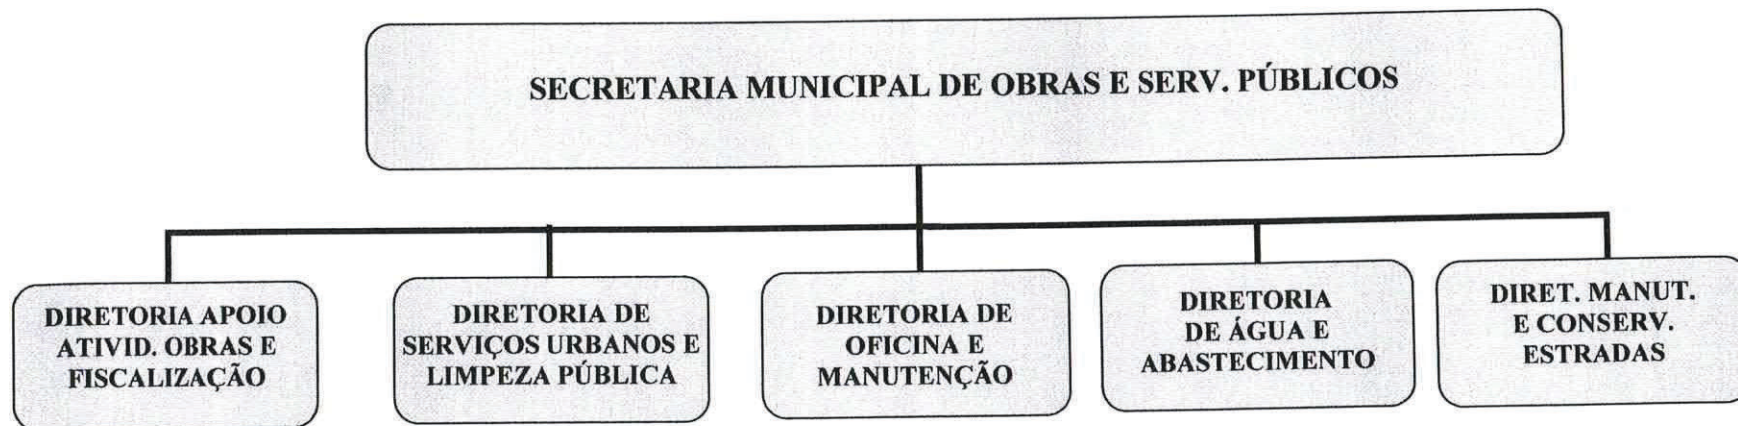 SECRETARIA MUNICIPAL DE OBRAS E SERV. PÚBLICOS
DIRETORIA APOIO
ATIVID. OBRAS E
FISCALIZAÇÃO
DIRETORIA DE
SERVIÇOS URBANOS E
LIMPEZA PÚBLICA
DIRETORIA DE
OFICINA E
MANUTENÇÃO
DIRETORIA
DE ÁGUA E
ABASTECIMENTO
DIRET. MANUT.
E CONSERV.
ESTRADAS